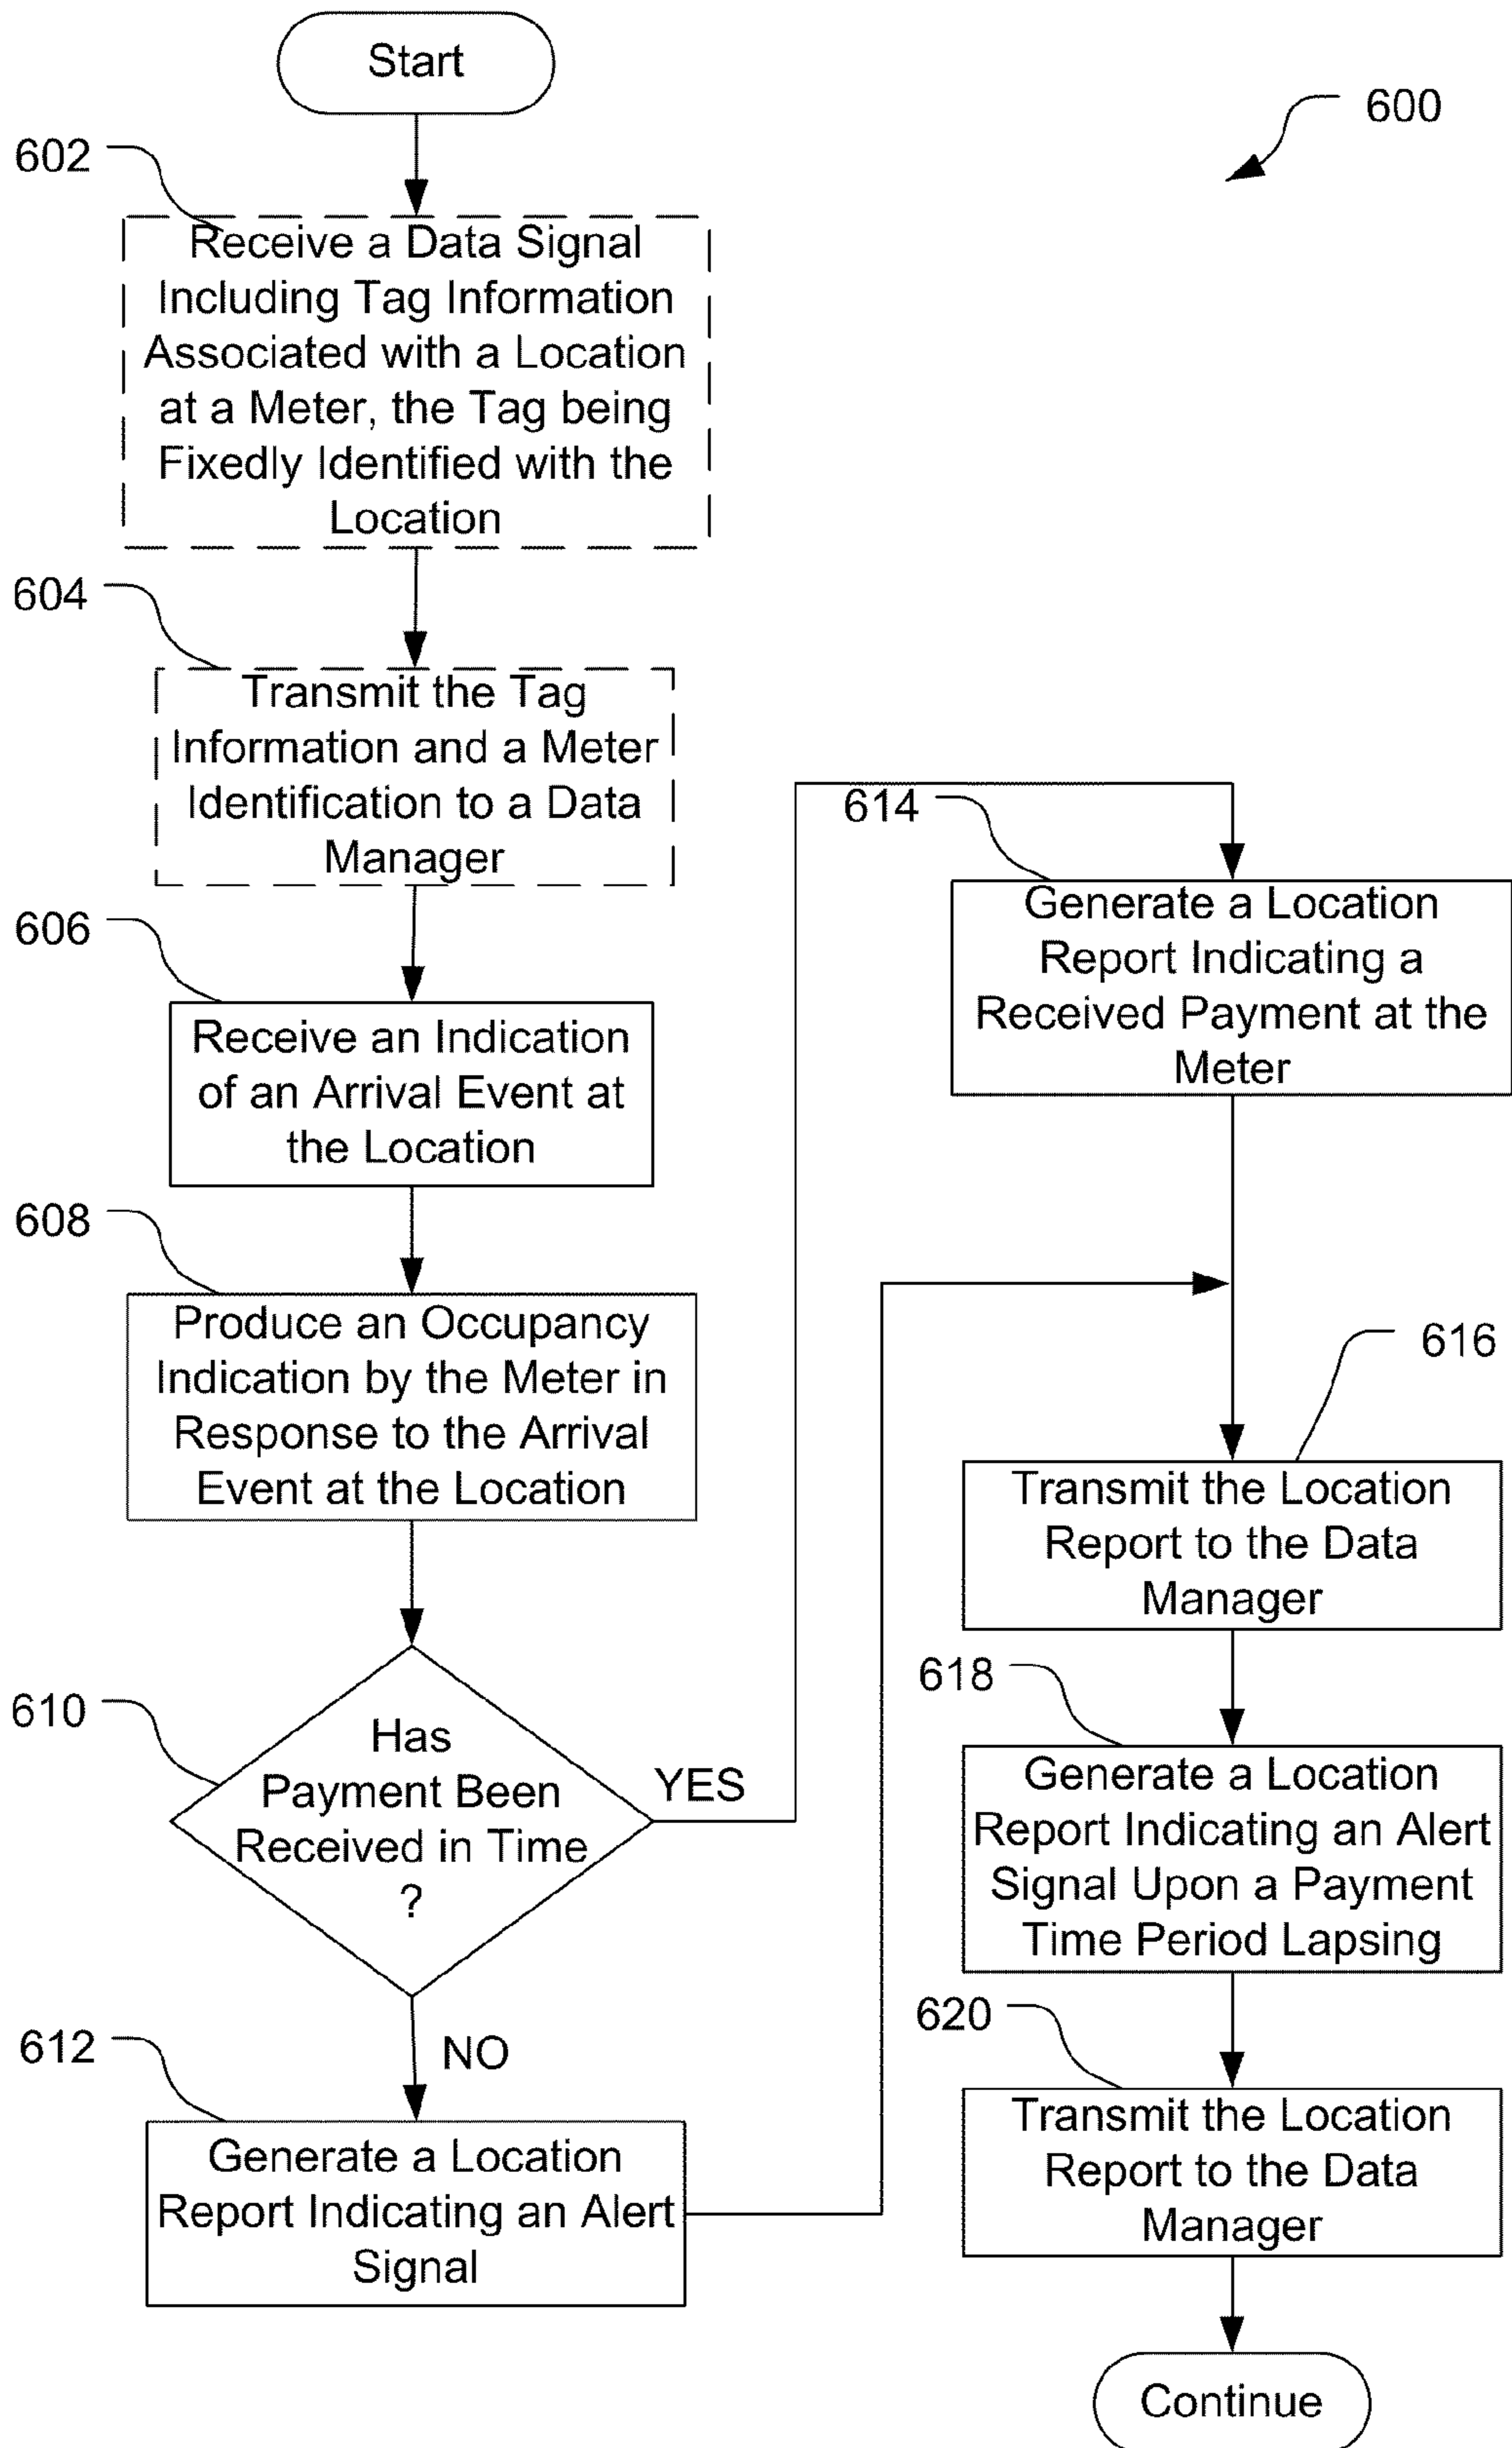 Start
600
602
Receive a Data Signal
Including Tag Information
Associated with a Location
at a Meter, the Tag being
Fixedly Identified with the
Location
604
Transmit the Tag
Information and a Meter
Identification to a Data
Manager
606
Receive an Indication
of an Arrival Event at
the Location
608
Produce an Occupancy
Indication by the Meter in
Response to the Arrival
Event at the Location
610
Has
Payment Been
Received in Time
?
YES
NO
612
Generate a Location
Report Indicating an Alert
Signal
614
Generate a Location
Report Indicating a
Received Payment at the
Meter
616
Transmit the Location
Report to the Data
Manager
618
Generate a Location
Report Indicating an Alert
Signal Upon a Payment
Time Period Lapsing
620
Transmit the Location
Report to the Data
Manager
Continue